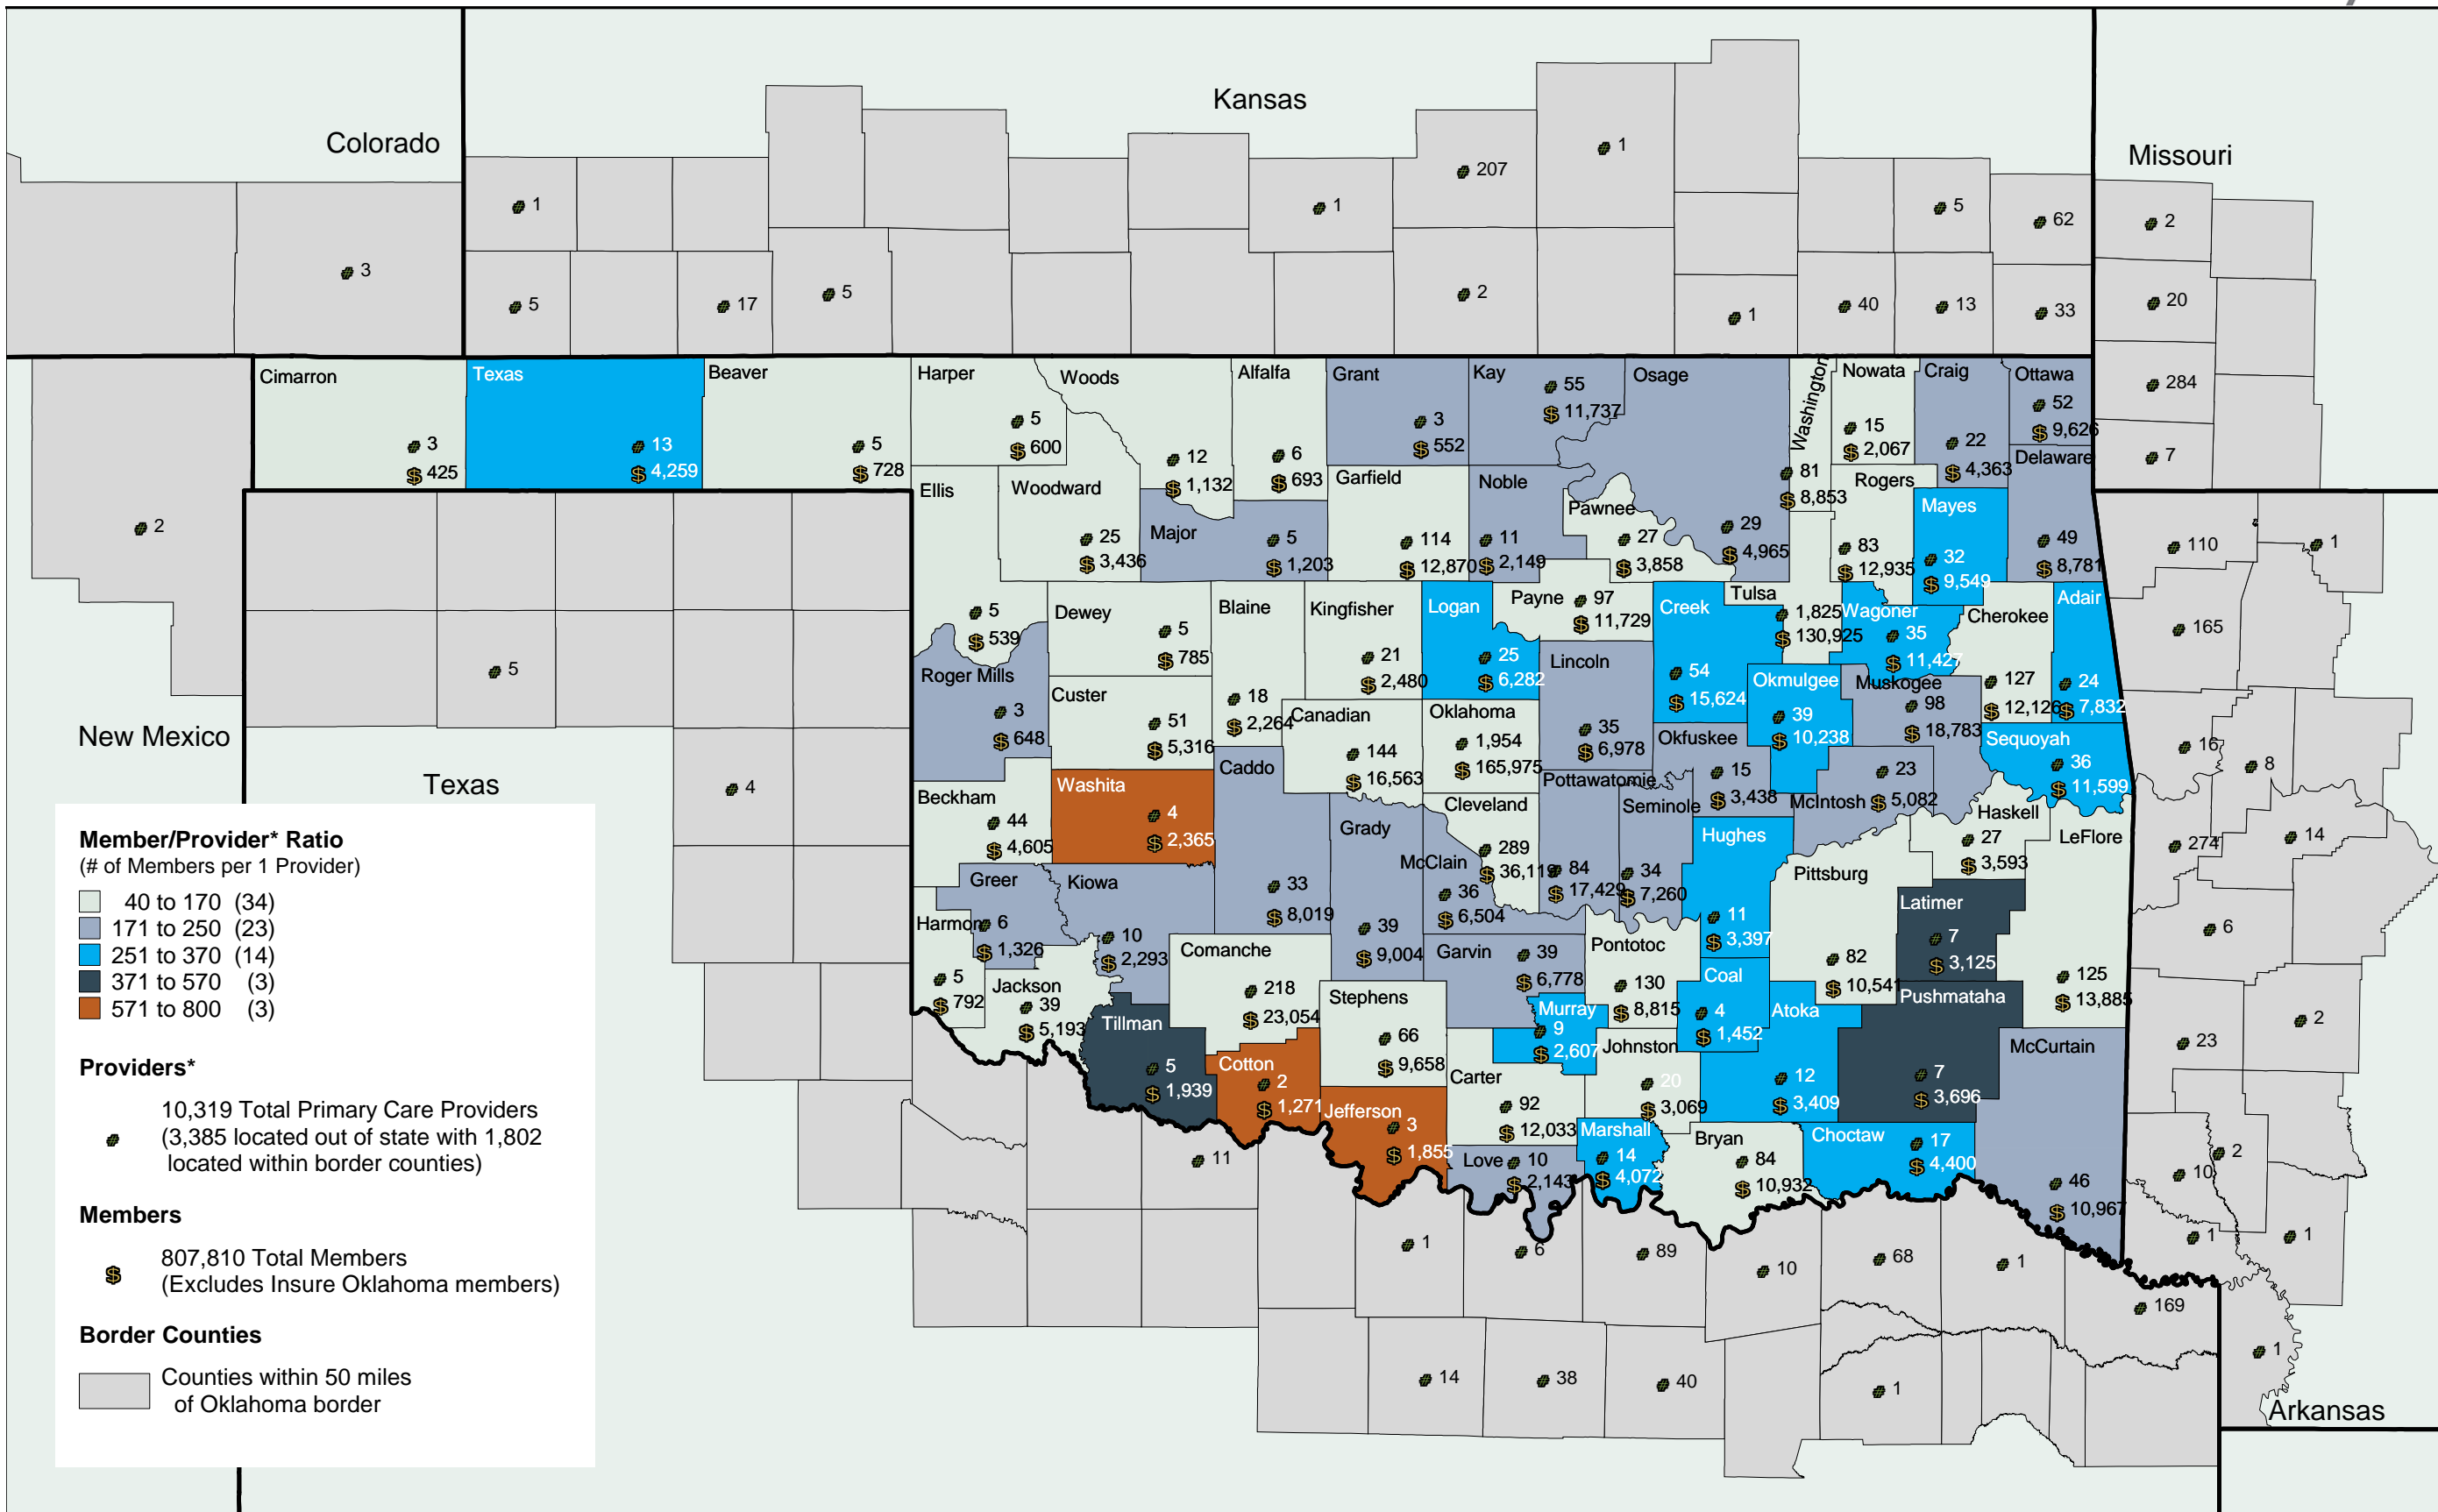 Kansas
Colorado
Missouri
207
1
1
1
5
62
2
3
5
17
5
2
1
40
13
33
20
284
7
Cimarron
3
$ 425
Texas
13
$ 4,259
Beaver
5
$ 728
Harper
5
$ 600
Woods
12
$ 1,132
Alfalfa
6
$ 693
Grant
3
$ 552
Kay
55
$ 11,737
Osage
29
$ 4,965
Washington
81
$ 8,853
Nowata
15
$ 2,067
Craig
22
$ 4,363
Ottawa
52
$ 9,626
Delaware
49
$ 8,781
Ellis
5
$ 539
Woodward
25
$ 3,436
Major
5
$ 1,203
Garfield
114
$ 12,870
Noble
11
$ 2,149
Pawnee
27
$ 3,858
Rogers
83
$ 12,935
Mayes
32
$ 9,549
2
110
1
Dewey
5
$ 785
Blaine
18
$ 2,264
Kingfisher
21
$ 2,480
Logan
25
$ 6,282
Payne
97
$ 11,729
Creek
54
$ 15,624
Tulsa
1,825
$ 130,925
Wagoner
35
$ 11,427
Cherokee
127
$ 12,126
Adair
24
$ 7,832
165
5
Roger Mills
3
$ 648
Custer
51
$ 5,316
Canadian
144
$ 16,563
Oklahoma
1,954
$ 165,975
Lincoln
35
$ 6,978
Okmulgee
39
$ 10,238
Muskogee
98
$ 18,783
Sequoyah
36
$ 11,599
16
8
New Mexico
Texas
4
Beckham
44
$ 4,605
Washita
4
$ 2,365
Caddo
33
$ 8,019
Grady
39
$ 9,004
McClain
36
$ 6,504
Cleveland
289
$ 36,119
Pottawatomie
84
$ 17,429
Seminole
34
$ 7,260
Okfuskee
15
$ 3,438
McIntosh
23
$ 5,082
Haskell
27
$ 3,593
LeFlore
125
$ 13,885
274
14
Hughes
11
$ 3,397
Pittsburg
82
$ 10,541
Latimer
7
$ 3,125
6
Greer
6
$ 1,326
Kiowa
10
$ 2,293
Harmon
5
$ 792
Jackson
39
$ 5,193
Comanche
218
$ 23,054
Stephens
66
$ 9,658
Garvin
39
$ 6,778
Pontotoc
130
$ 8,815
Coal
4
$ 1,452
Atoka
12
$ 3,409
Pushmataha
7
$ 3,696
McCurtain
46
$ 10,967
23
2
Tillman
5
$ 1,939
Cotton
2
$ 1,271
Jefferson
3
$ 1,855
Murray
9
$ 2,607
Johnston
20
$ 3,069
Carter
92
$ 12,033
Love
10
$ 2,143
Marshall
14
$ 4,072
Bryan
84
$ 10,932
Choctaw
17
$ 4,400
2
10
1
1
11
1
6
89
10
68
1
169
1
14
38
40
1
Arkansas
Member/Provider* Ratio
(# of Members per 1 Provider)
40 to 170 (34)
171 to 250 (23)
251 to 370 (14)
371 to 570 (3)
571 to 800 (3)
Providers*
10,319 Total Primary Care Providers
(3,385 located out of state with 1,802
located within border counties)
Members
807,810 Total Members
(Excludes Insure Oklahoma members)
Border Counties
Counties within 50 miles
of Oklahoma border